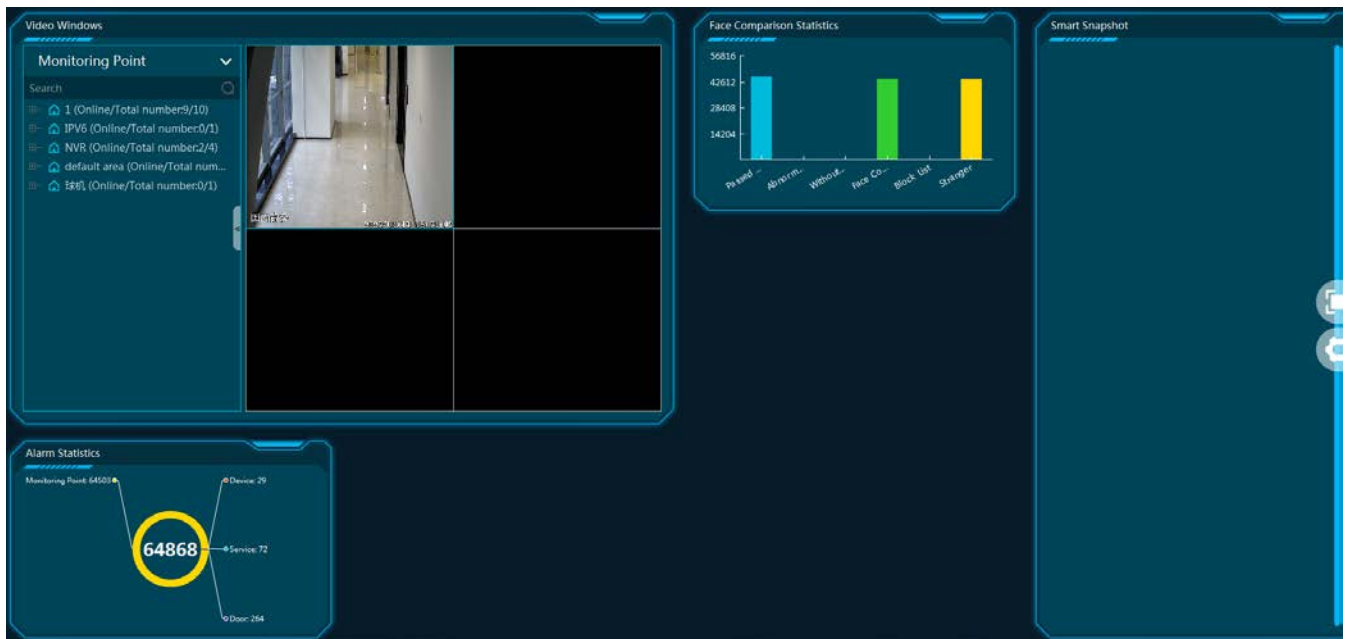 Video Windows
Monitoring Point
Search
1 (Online/Total number:9/10)
IPV6 (Online/Total number:0/1)
NVR (Online/Total number:2/4)
default area (Online/Total num...
球机 (Online/Total number:0/1)
Face Comparison Statistics
56816
42612
28408
14204
Passed ...
Abnorm...
Without...
Face Co...
Block List
Stranger
Smart Snapshot
Alarm Statistics
Monitoring Point: 64503
Device: 29
64868
Service: 72
Door: 264